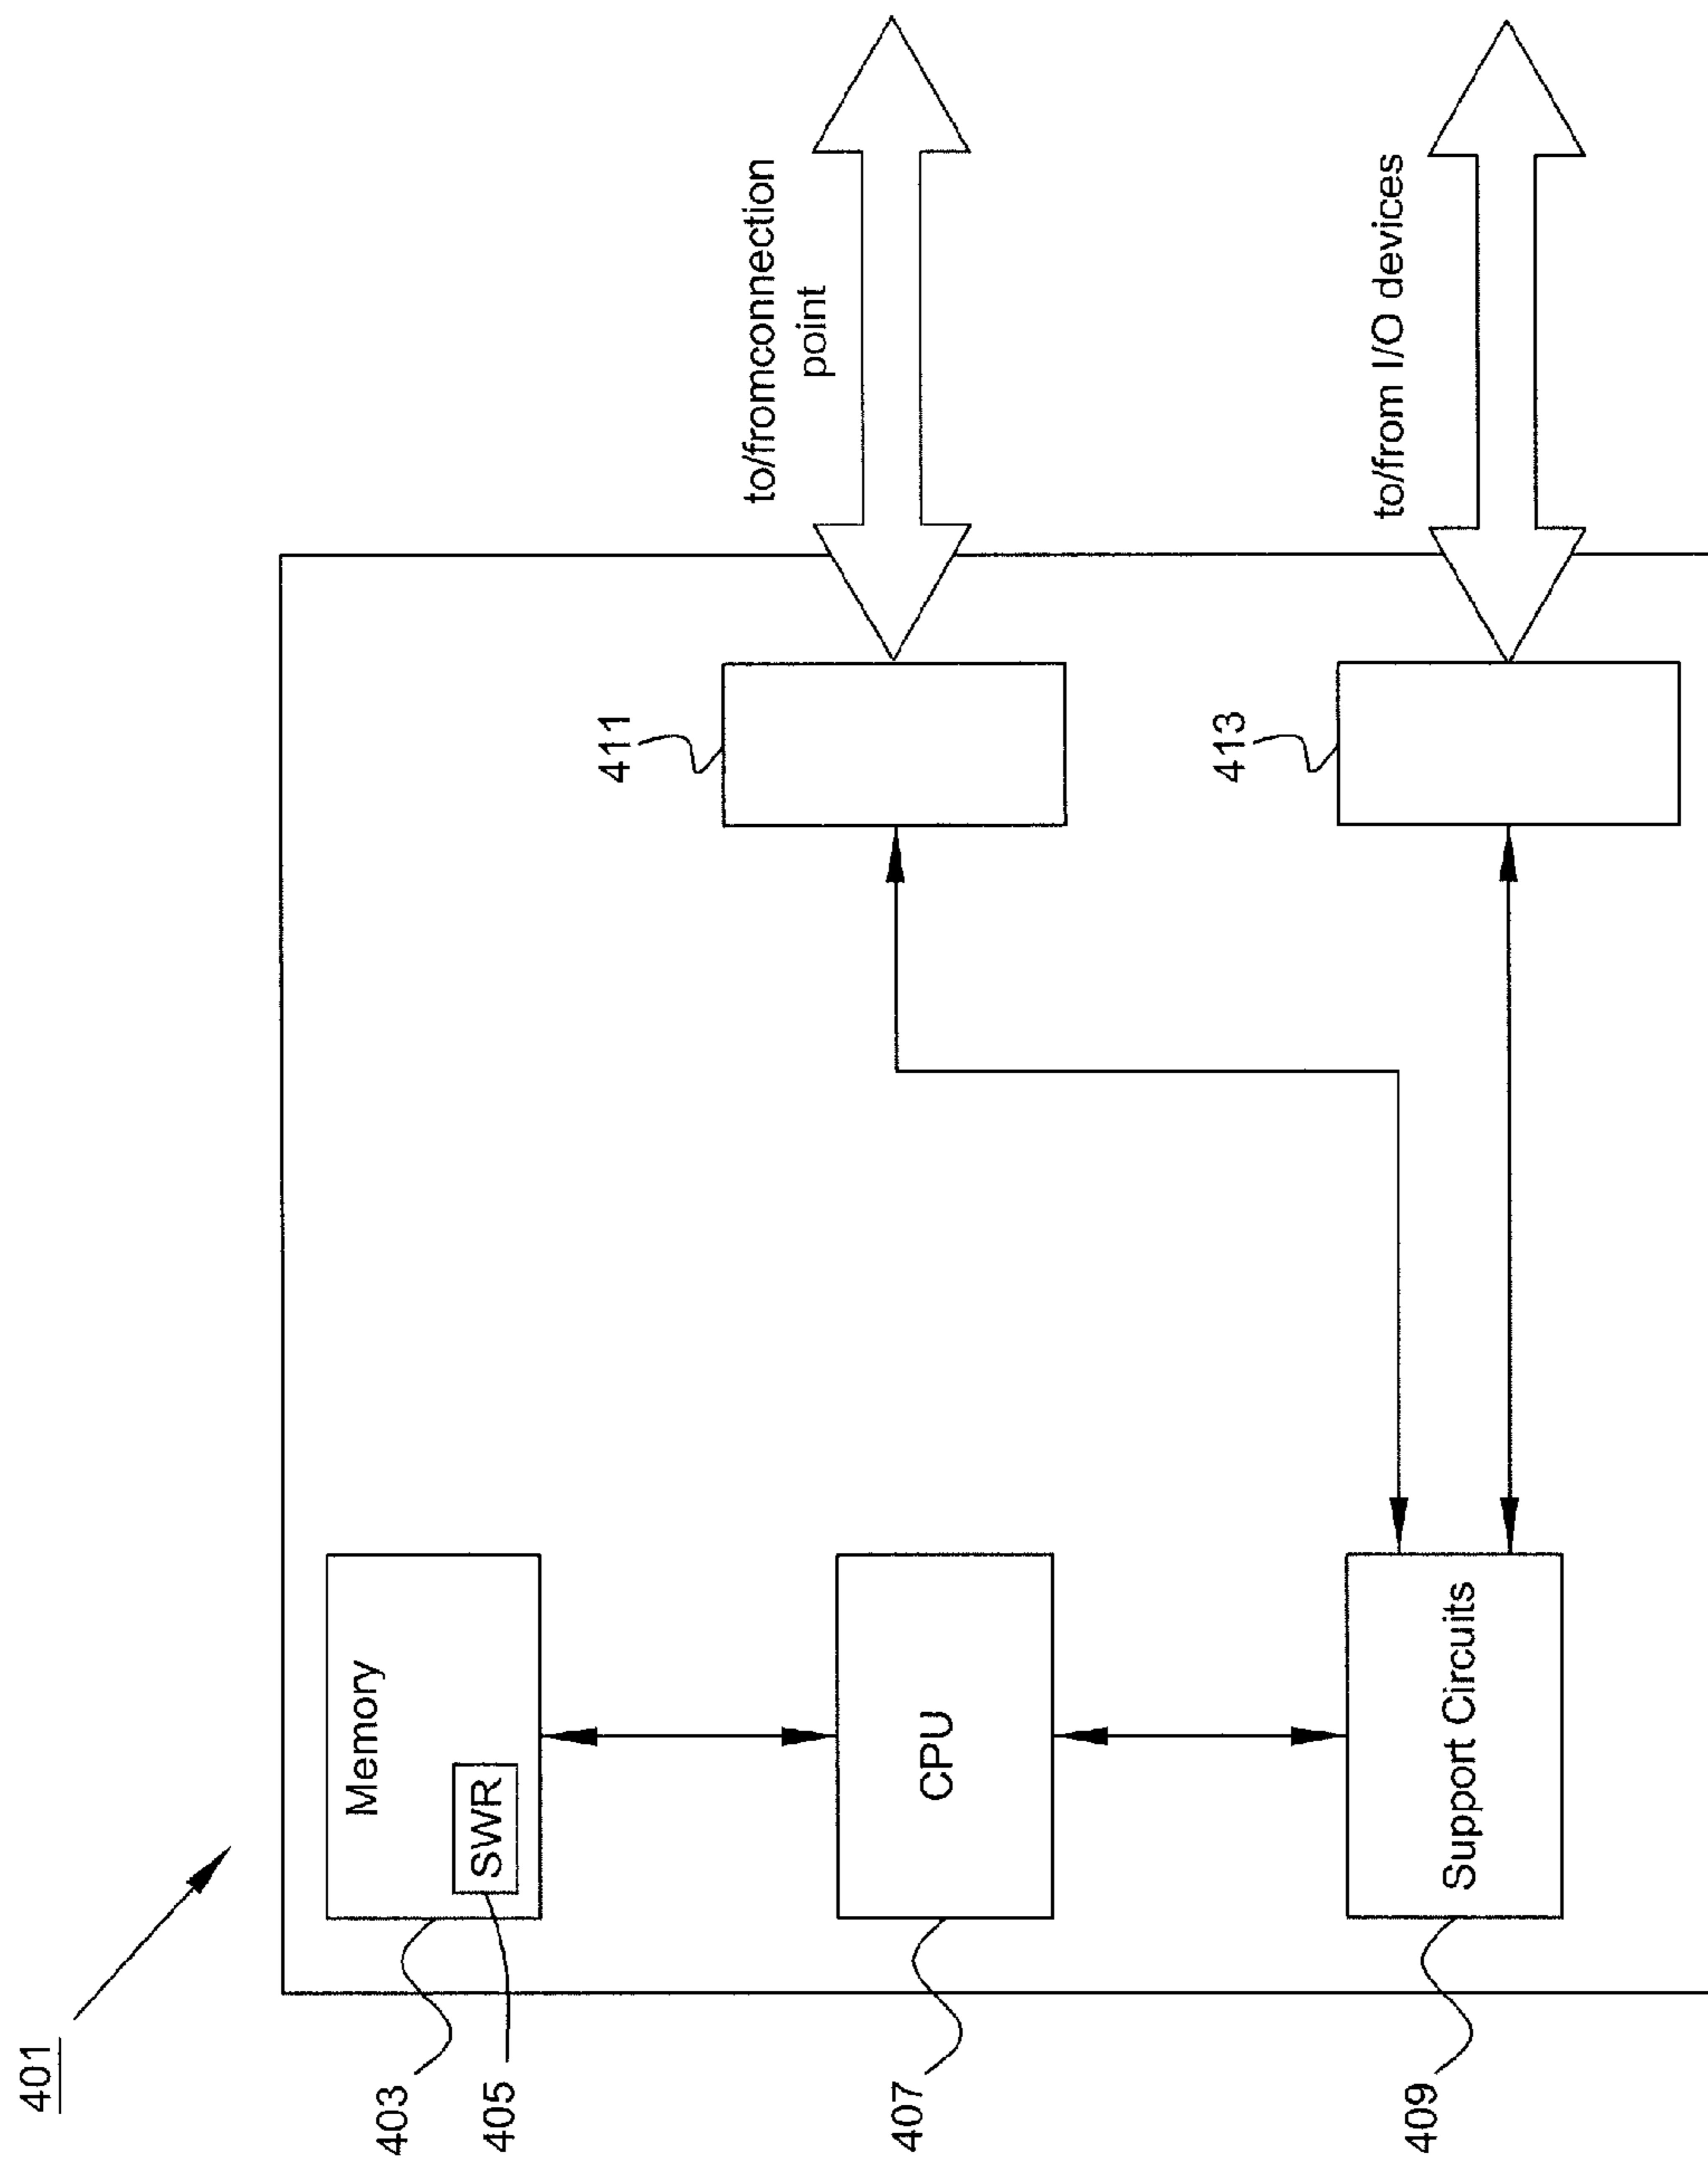 401
403
Memory
405
SWR
407
CPU
409
Support Circuits
411
to/fromconnection
point
413
to/from I/O devices